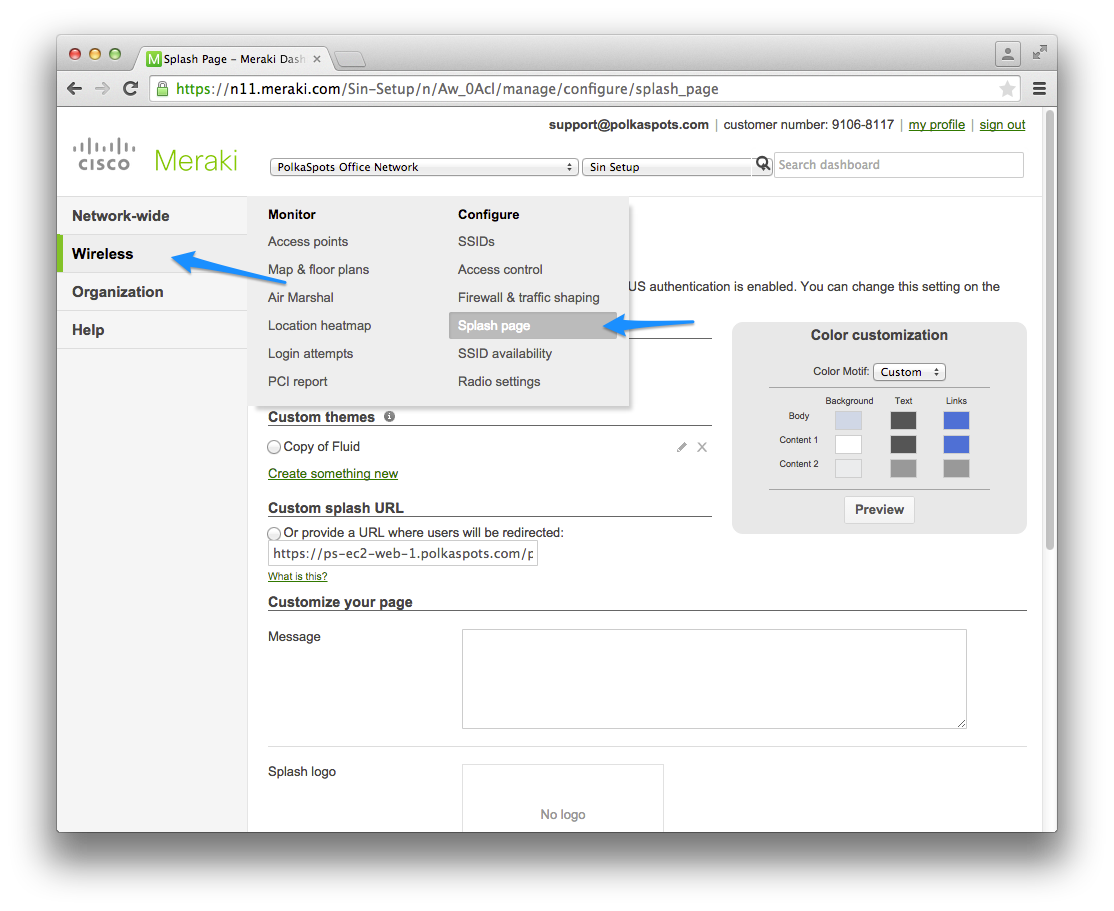 Splash Page – Meraki Dash
https://n11.meraki.com/Sin-Setup/n/Aw_0Acl/manage/configure/splash_page
support@polkaspots.com | customer number: 9106-8117 | my profile | sign out
CISCO Meraki
PolkaSpots Office Network Sin Setup Search dashboard
Network-wide
Wireless
Organization
Help
Monitor
Access points
Map & floor plans
Air Marshal
Location heatmap
Login attempts
PCI report
Configure
SSIDs
Access control
Firewall & traffic shaping
Splash page
SSID availability
Radio settings
US authentication is enabled. You can change this setting on the
Custom themes
Copy of Fluid
Create something new
Custom splash URL
Or provide a URL where users will be redirected:
https://ps-ec2-web-1.polkaspots.com/p
What is this?
Color customization
Color Motif: Custom
Background Text Links
Body
Content 1
Content 2
Preview
Customize your page
Message
Splash logo
No logo